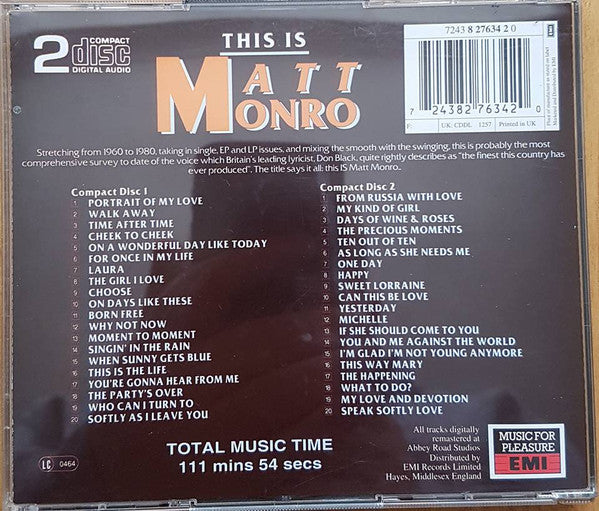 2 COMPACT disc DIGITAL AUDIO
THIS IS
MATT
MONRO
7243 8 27634 2 0
7 24382 76342 0
F: UK: CDDL 1257 Printed in UK
EMI
Stretching from 1960 to 1980, taking in single, EP and LP issues, and mixing the smooth with the swinging, this is probably the most
comprehensive survey to date of the voice which Britain's leading lyricist, Don Black, quite rightly describes as "the finest this country has
ever produced". The title says it all: this IS Matt Monro..
Compact Disc 1
1 PORTRAIT OF MY LOVE
2 WALK AWAY
3 TIME AFTER TIME
4 CHEEK TO CHEEK
5 ON A WONDERFUL DAY LIKE TODAY
6 FOR ONCE IN MY LIFE
7 LAURA
8 THE GIRL I LOVE
9 CHOOSE
10 ON DAYS LIKE THESE
11 BORN FREE
12 WHY NOT NOW
13 MOMENT TO MOMENT
14 SINGIN' IN THE RAIN
15 WHEN SUNNY GETS BLUE
16 THIS IS THE LIFE
17 YOU'RE GONNA HEAR FROM ME
18 THE PARTY'S OVER
19 WHO CAN I TURN TO
20 SOFTLY AS I LEAVE YOU
Compact Disc 2
1 FROM RUSSIA WITH LOVE
2 MY KIND OF GIRL
3 DAYS OF WINE & ROSES
4 THE PRECIOUS MOMENTS
5 TEN OUT OF TEN
6 AS LONG AS SHE NEEDS ME
7 ONE DAY
8 HAPPY
9 SWEET LORRAINE
10 CAN THIS BE LOVE
11 YESTERDAY
12 MICHELLE
13 IF SHE SHOULD COME TO YOU
14 YOU AND ME AGAINST THE WORLD
15 I'M GLAD I'M NOT YOUNG ANYMORE
16 THIS WAY MARY
17 THE HAPPENING
18 WHAT TO DO?
19 MY LOVE AND DEVOTION
20 SPEAK SOFTLY LOVE
LC 0464
TOTAL MUSIC TIME
111 mins 54 secs
All tracks digitally
remastered at
Abbey Road Studios
Distributed by
EMI Records Limited
Hayes, Middlesex England
MUSIC FOR
PLEASURE
EMI